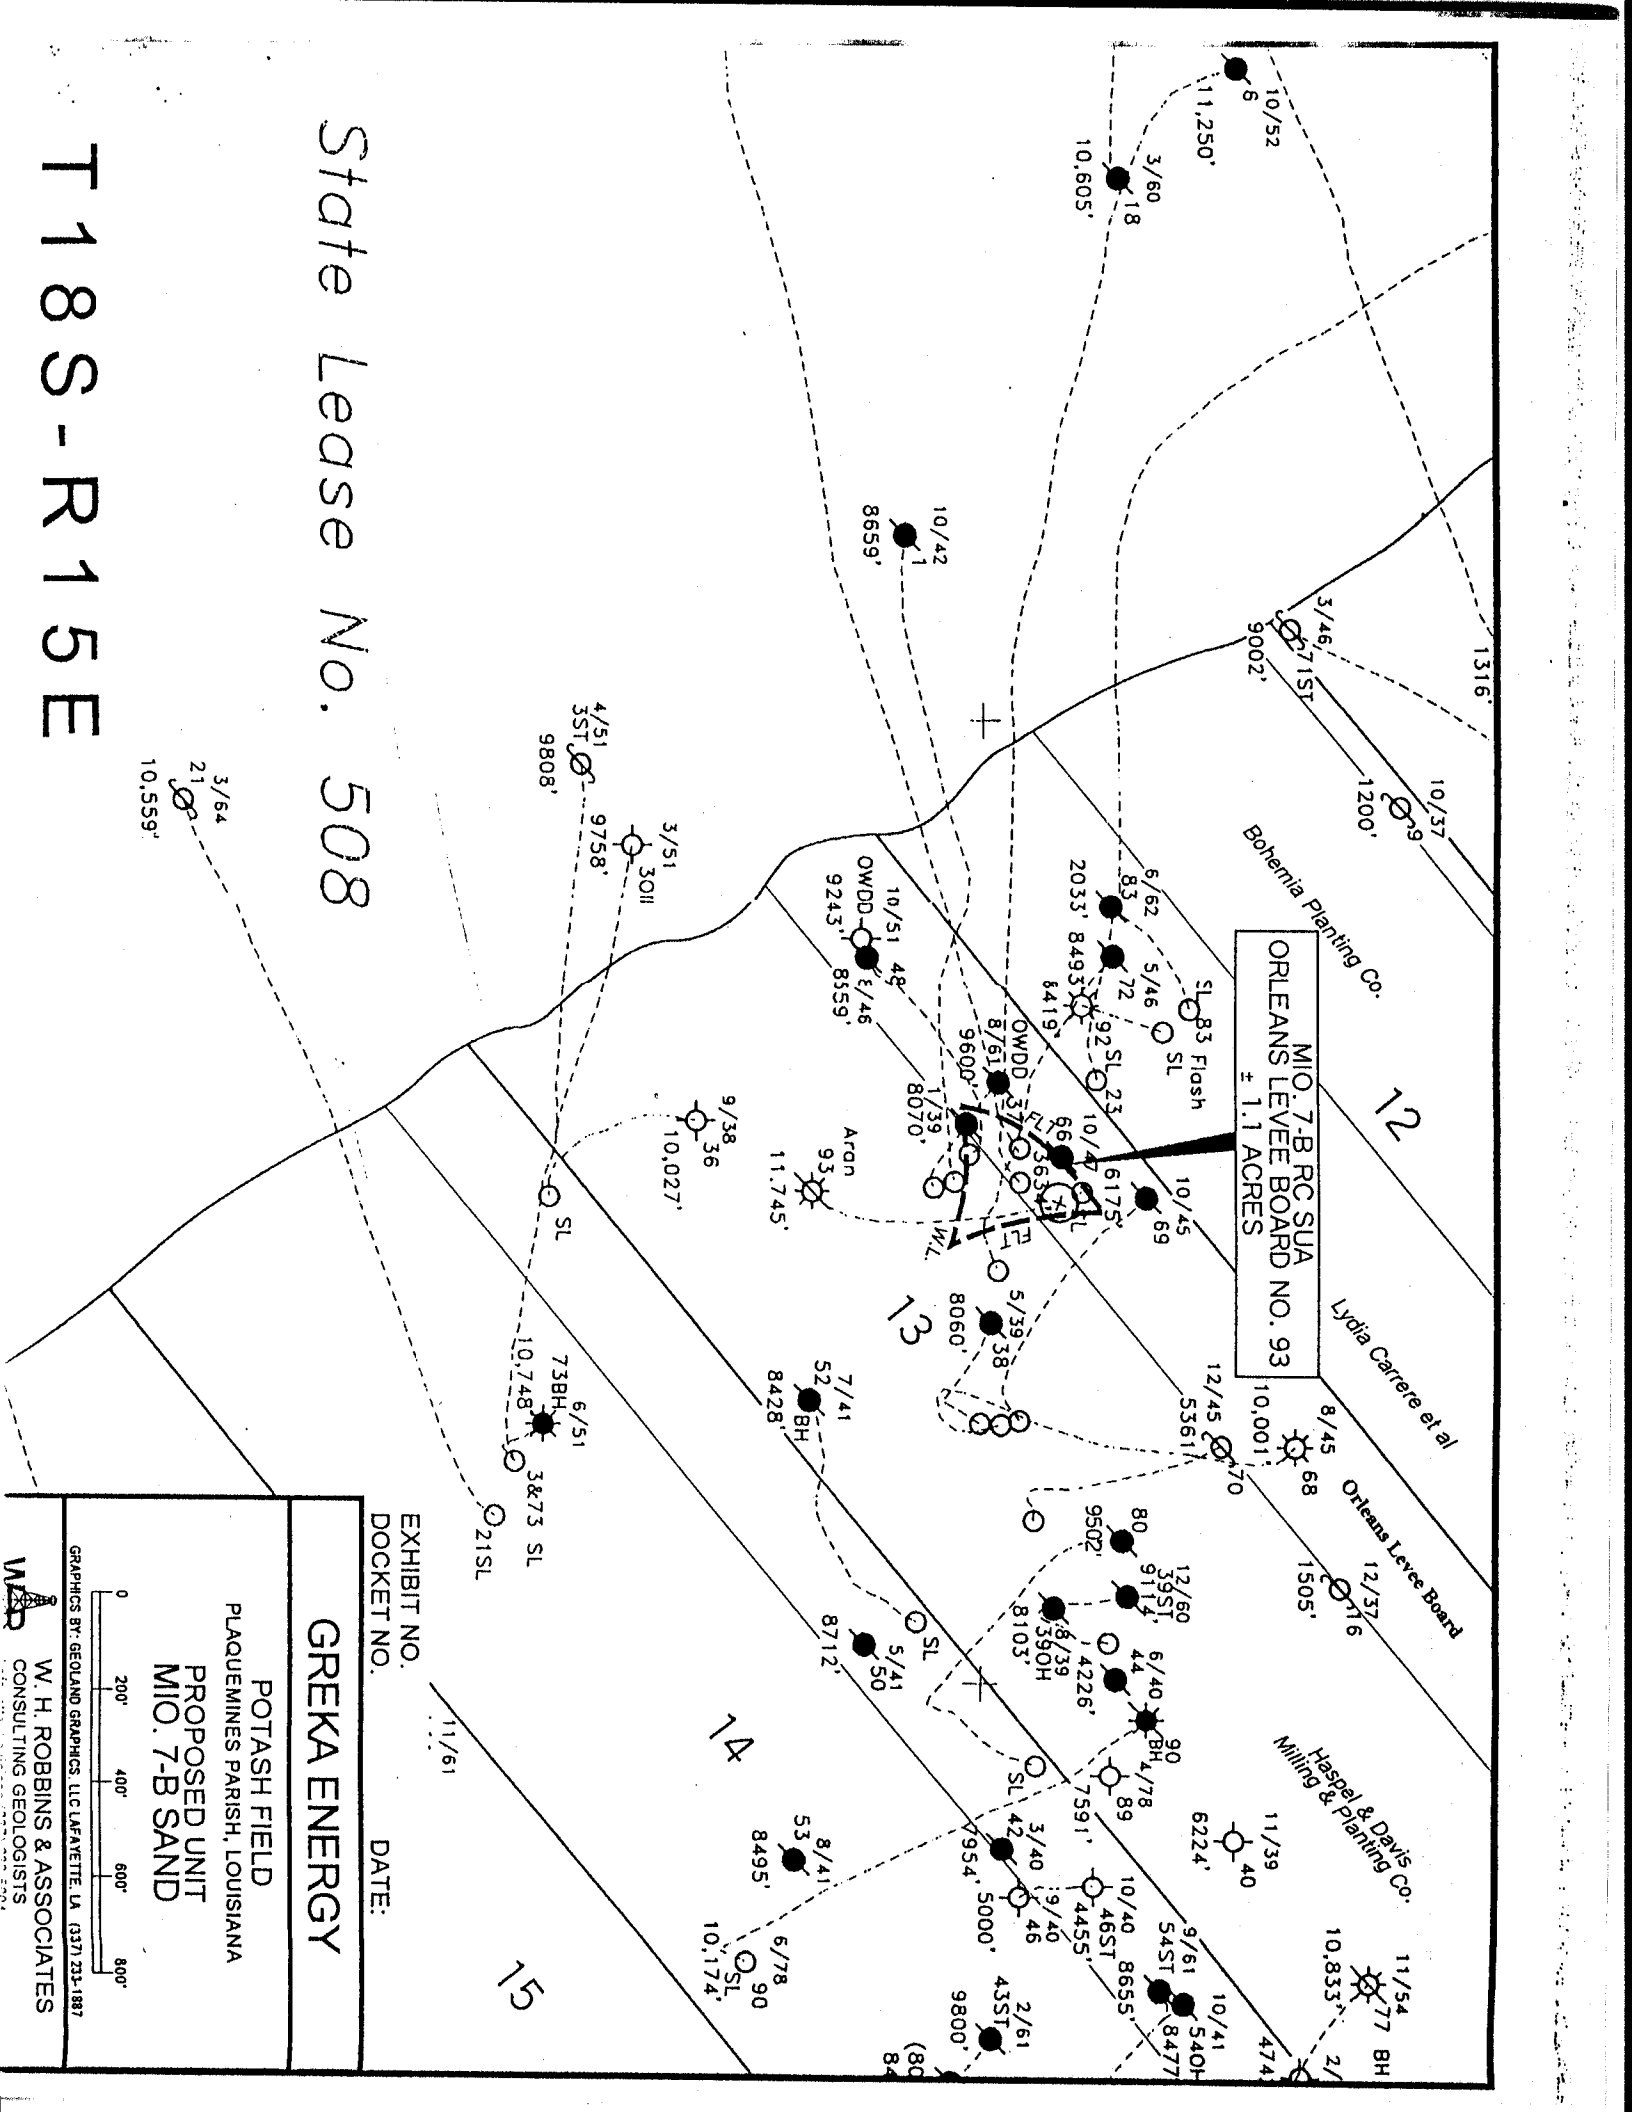 1316'
10/52
6
11,250'
3/60
18
10,605'
10/42
1
8659'
3/46
71ST
9002'
10/37
9
1200'
Bohemia Planting Co.
12
Lydia Carrere et al
Orleans Levee Board
Haspel & Davis
Milling & Planting Co.
MIO. 7-B RC SUA
ORLEANS LEVEE BOARD NO. 93
± 1.1 ACRES
6/62
83
2033'
5/46
72
8493'
SL
83 Flash
SL
92
SL 23
10/51
OWDD
9243'
48
8559'
OWDD
8/61
37
9600'
1/39
8070'
10/47
66
6175'
SL
W.L.
10/45
69
Aran
93
11.745'
9/38
36
10,027'
SL
4/51
3ST
9808'
9758'
3/51
30II
3/64
21
10,559'
13
5/39
38
8060'
8/45
68
10,001'
12/45
70
5361'
12/37
16
1505'
7/41
52
BH
8428'
6/51
73BH
10,748'
3&73 SL
21SL
80
9502'
12/60
39ST
9114'
8/39
39OH
8103'
6/40
44
4226'
90
BH
4/78
89
7591'
11/39
40
6224'
SL
5/41
50
8712'
SL
3/40
42
7954'
9/40
46
5000'
10/40
46ST
4455'
9/61
54ST
8655'
10/41
54OH
8477
11/54
77 BH
10,833'
2/
474
14
8/41
53
8495'
6/78
90
SL
10,174'
2/61
43ST
9800'
(80
84
15
11/61
State Lease No. 508
T18S-R15E
EXHIBIT NO.
DOCKET NO.
DATE:
GREKA ENERGY
POTASH FIELD
PLAQUEMINES PARISH, LOUISIANA
PROPOSED UNIT
MIO. 7-B SAND
0 200' 400' 600' 800'
GRAPHICS BY: GEOLAND GRAPHICS, LLC LAFAYETTE, LA (337) 233-1887
W. H. ROBBINS & ASSOCIATES
CONSULTING GEOLOGISTS